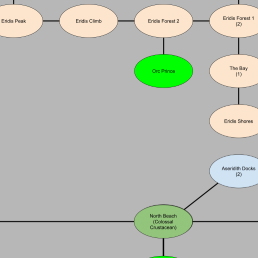 Eridis Peak
Eridis Climb
Eridis Forest 2
Eridis Forest 1
(2)
Orc Prince
The Bay
(1)
Eridis Shores
Aseridith Docks
(2)
North Beach
(Colossal
Crustacean)